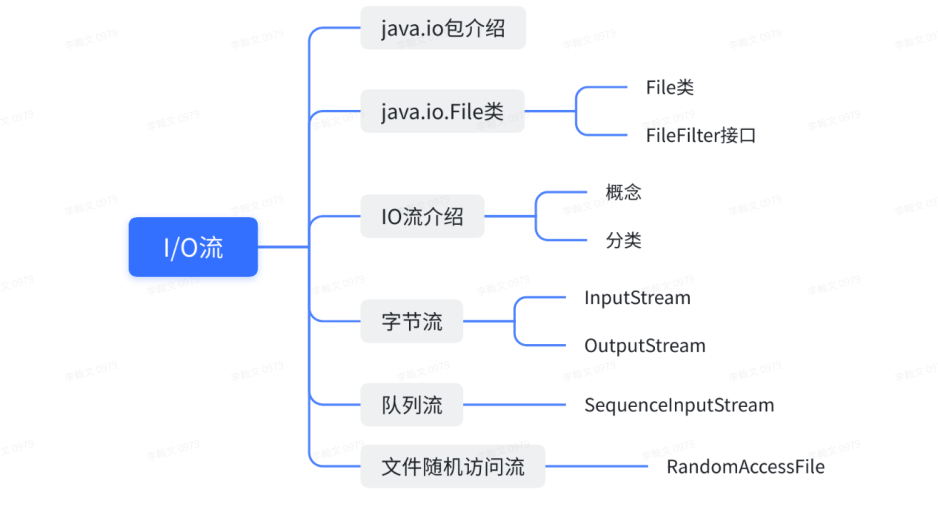 java.io包介绍
File类
java.io.File类
FileFilter接口
概念
IO流介绍
分类
I/O流
InputStream
字节流
OutputStream
队列流
SequenceInputStream
文件随机访问流
RandomAccessFile